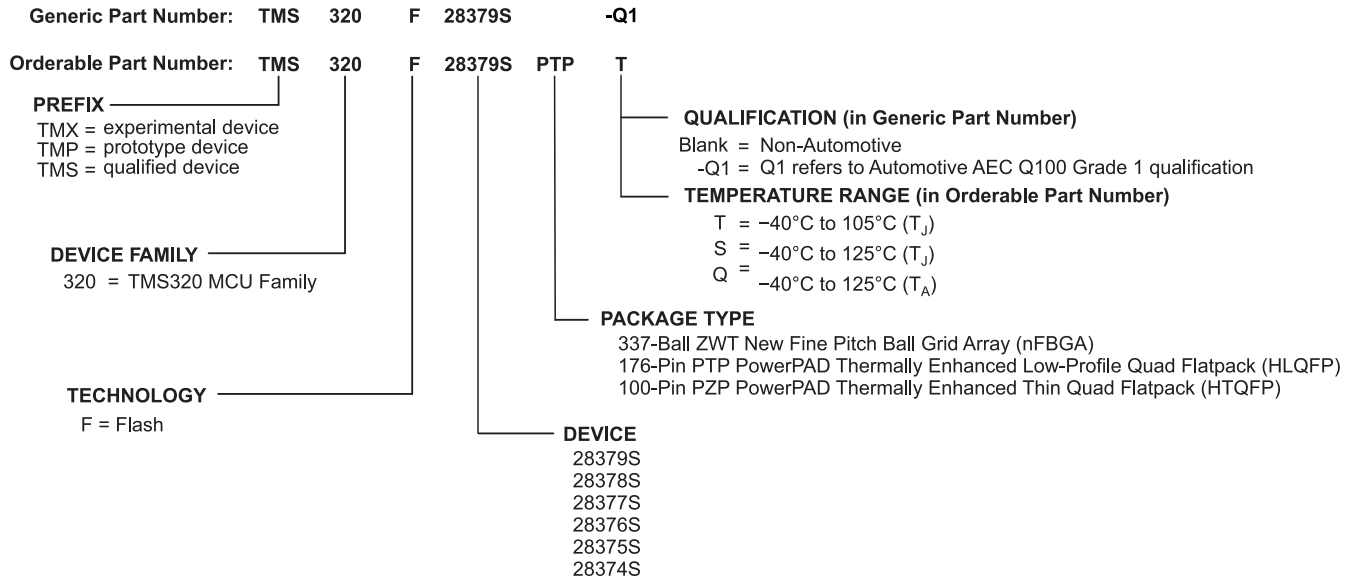 Generic Part Number: TMS 320 F 28379S -Q1
Orderable Part Number: TMS 320 F 28379S PTP T
PREFIX
TMX = experimental device
TMP = prototype device
TMS = qualified device
QUALIFICATION (in Generic Part Number)
Blank = Non-Automotive
-Q1 = Q1 refers to Automotive AEC Q100 Grade 1 qualification
TEMPERATURE RANGE (in Orderable Part Number)
T = −40°C to 105°C (TJ)
S = −40°C to 125°C (TJ)
Q = −40°C to 125°C (TA)
DEVICE FAMILY
320 = TMS320 MCU Family
PACKAGE TYPE
337-Ball ZWT New Fine Pitch Ball Grid Array (nFBGA)
176-Pin PTP PowerPAD Thermally Enhanced Low-Profile Quad Flatpack (HLQFP)
100-Pin PZP PowerPAD Thermally Enhanced Thin Quad Flatpack (HTQFP)
TECHNOLOGY
F = Flash
DEVICE
28379S
28378S
28377S
28376S
28375S
28374S